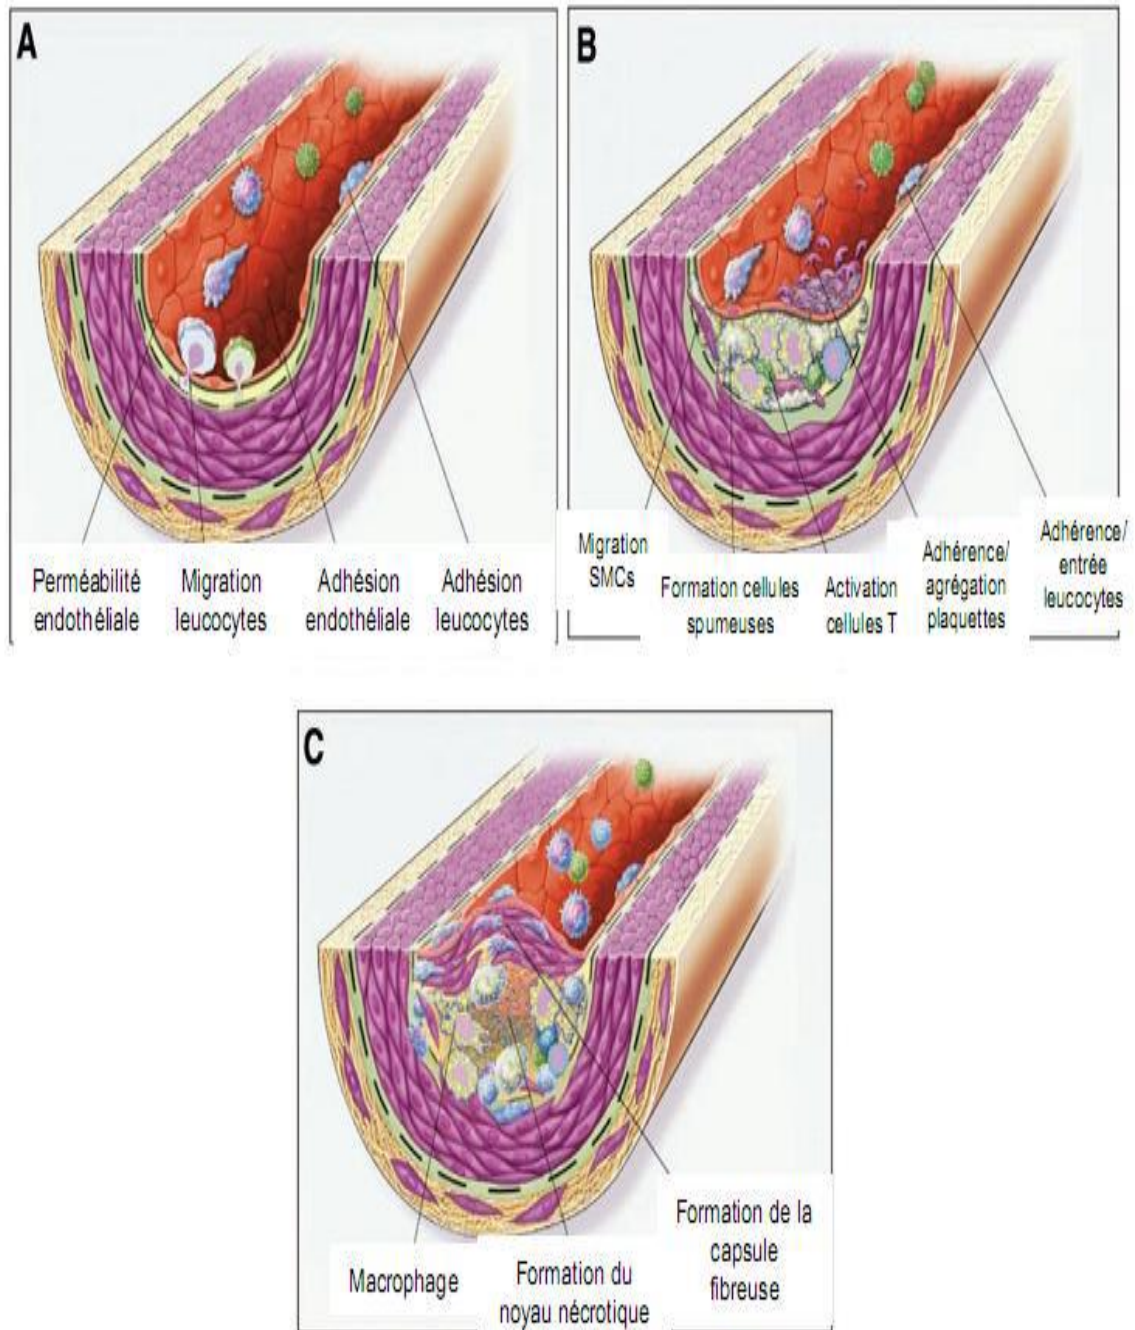 A
Perméabilité
endothéliale
Migration
leucocytes
Adhésion
endothéliale
Adhésion
leucocytes
B
Migration
SMCs
Formation cellules
spumeuses
Activation
cellules T
Adhérence/
agrégation
plaquettes
Adhérence/
entrée
leucocytes
C
Macrophage
Formation du
noyau nécrotique
Formation de la
capsule
fibreuse